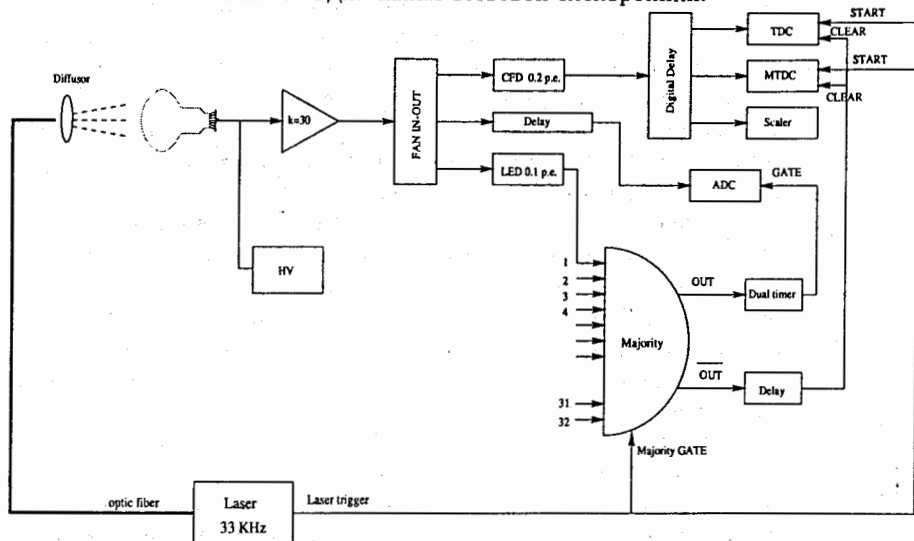 START
TDC
CLEAR
START
MTDC
CLEAR
Scaler
Digital Delay
CFD 0.2 p.e.
Delay
LED 0.1 p.e.
FAN IN-OUT
k=30
Diffusor
HV
GATE
ADC
1
2
3
4
31
32
Majority
OUT
Dual timer
OUT
Delay
Majority GATE
optic fiber
Laser
33 KHz
Laser trigger